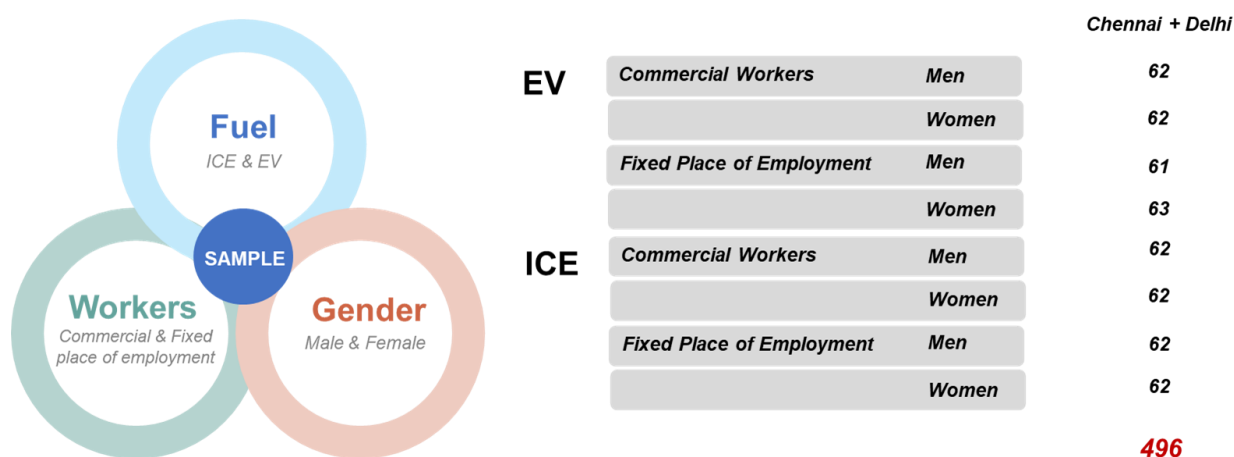 Fuel
ICE & EV
SAMPLE
Workers
Commercial & Fixed
place of employment
Gender
Male & Female
Chennai + Delhi
EV Commercial Workers Men 62
Women 62
Fixed Place of Employment Men 61
Women 63
ICE Commercial Workers Men 62
Women 62
Fixed Place of Employment Men 62
Women 62
496